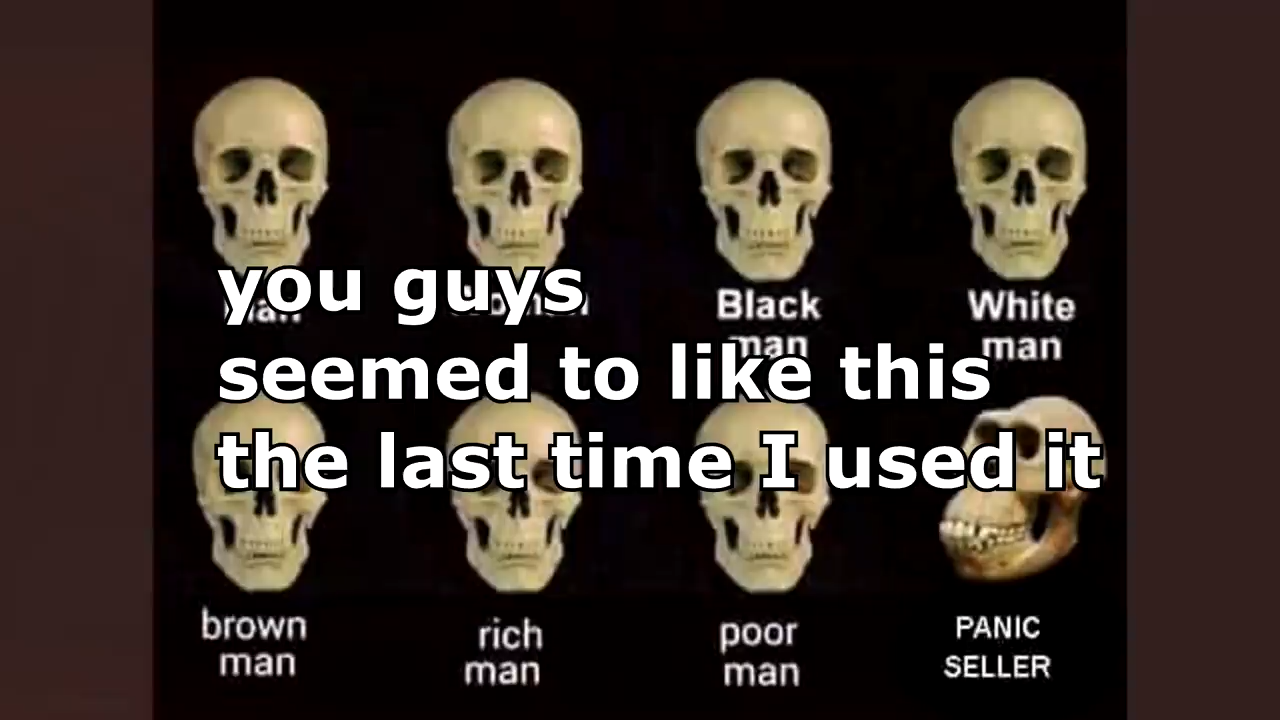 you guys
Black
White
man
man
seemed to like this
the last time I used it
brown
man
rich
man
poor
man
PANIC
SELLER